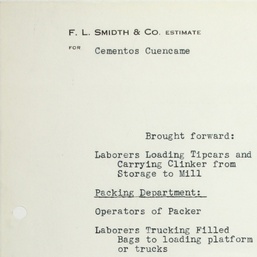 F. L. SMIDTH & CO. ESTIMATE
FOR Cementos Cuencame
Brought forward:
Laborers Loading Tipcars and
Carrying Clinker from
Storage to Mill
Packing Department:
Operators of Packer
Laborers Trucking Filled
Bags to loading platform
or trucks